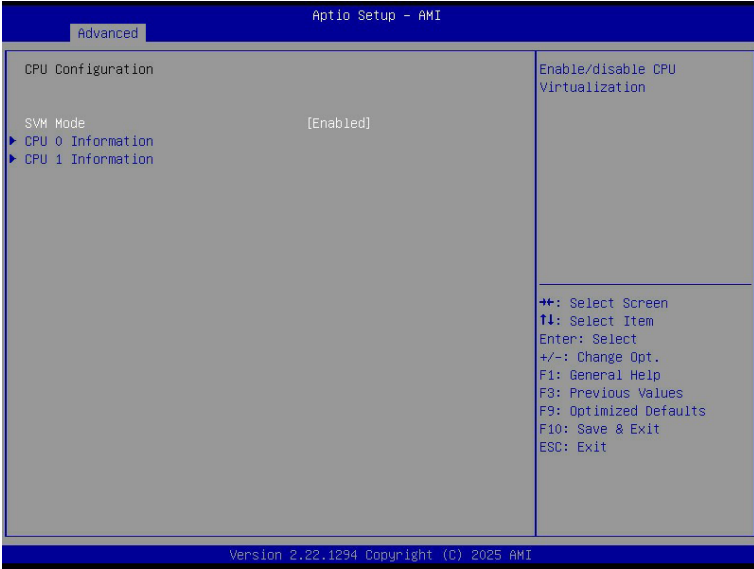 Aptio Setup – AMI
Advanced
CPU Configuration
SVM Mode [Enabled]
CPU 0 Information
CPU 1 Information
Enable/disable CPU
Virtualization
→←: Select Screen
↑↓: Select Item
Enter: Select
+/-: Change Opt.
F1: General Help
F3: Previous Values
F9: Optimized Defaults
F10: Save & Exit
ESC: Exit
Version 2.22.1294 Copyright (C) 2025 AMI